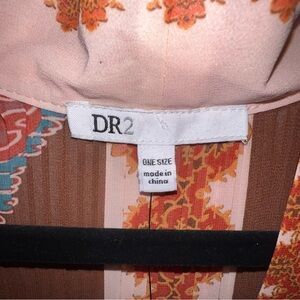 DR2
ONE SIZE
made in
china